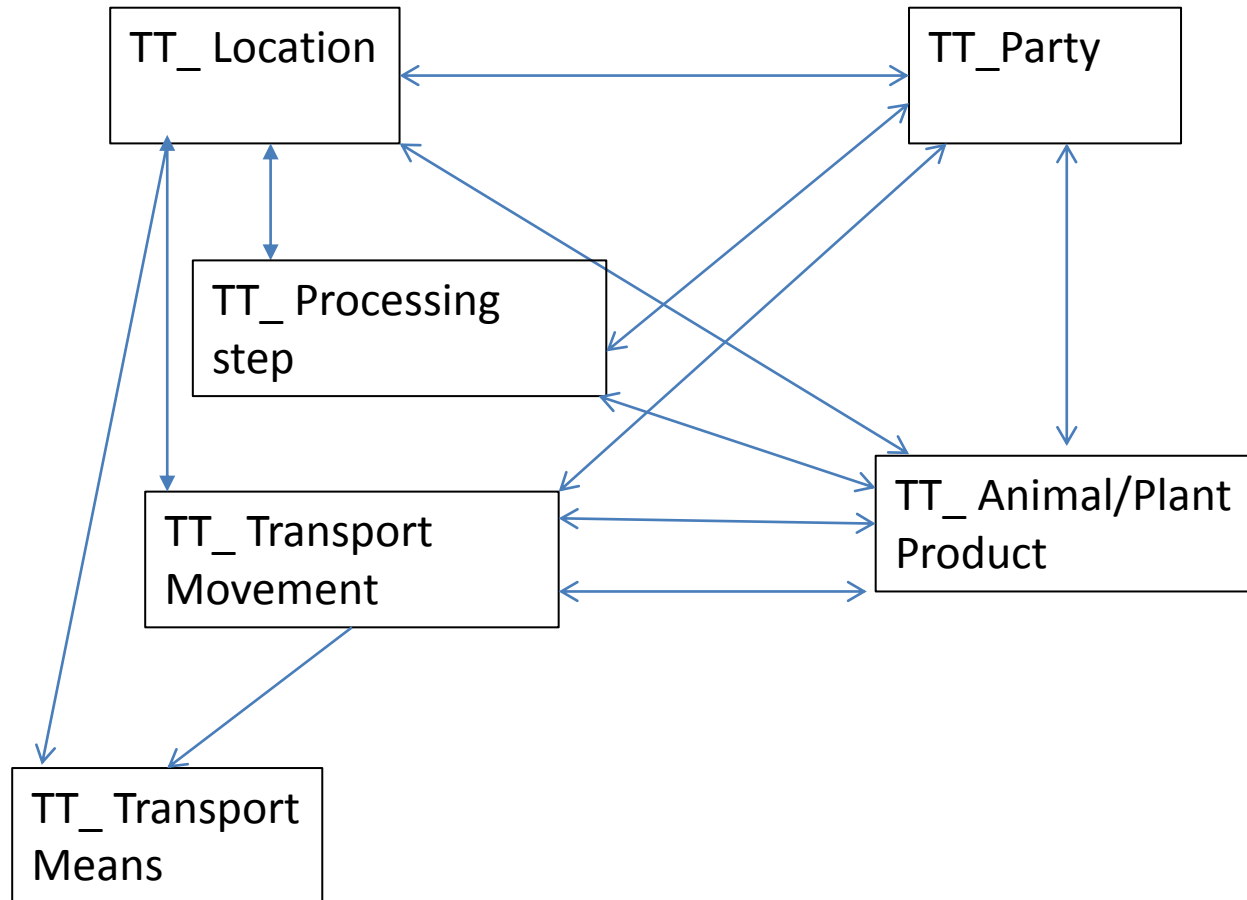 TT_ Location
TT_Party
TT_ Processing
step
TT_ Transport
Movement
TT_ Animal/Plant
Product
TT_ Transport
Means